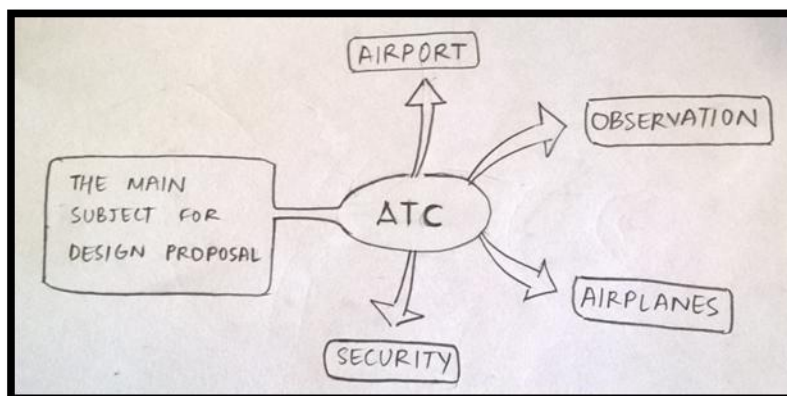 AIRPORT
OBSERVATION
THE MAIN
SUBJECT FOR
DESIGN PROPOSAL
ATC
AIRPLANES
SECURITY